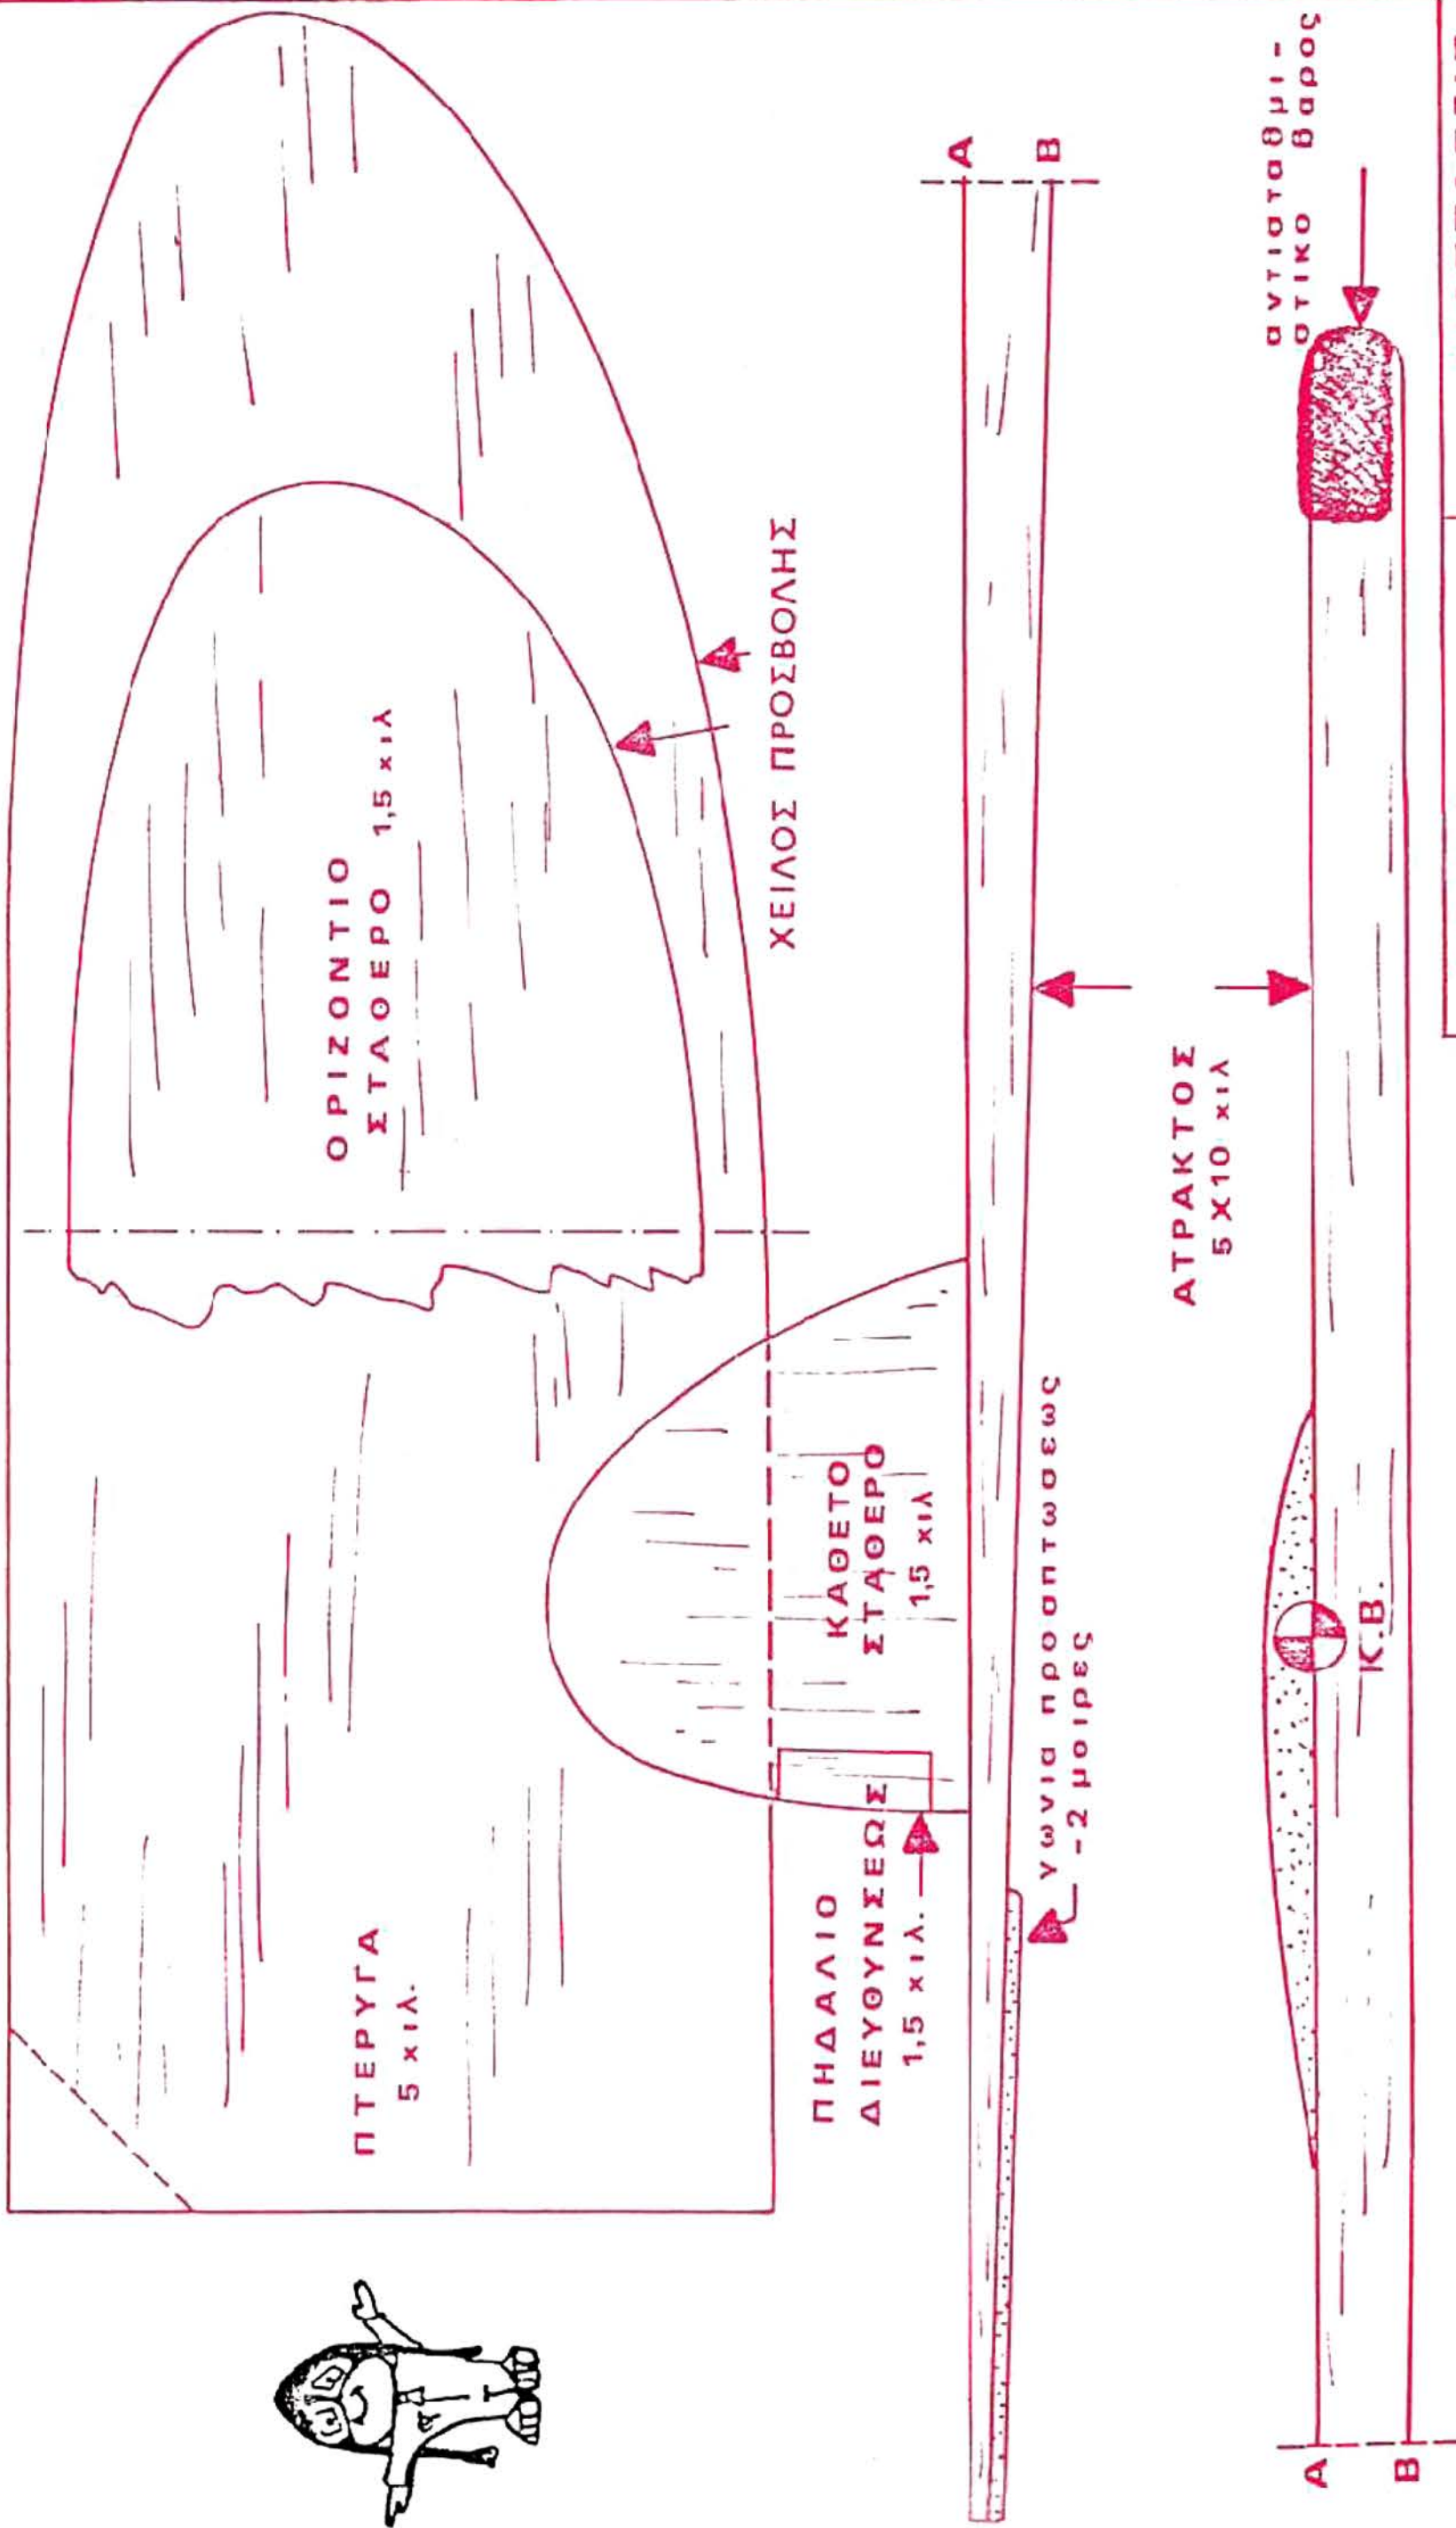 ΟΡΙΖΟΝΤΙΟ
ΣΤΑΘΕΡΟ 1,5 χιλ
ΠΤΕΡΥΓΑ
5 χιλ.
ΧΕΙΛΟΣ ΠΡΟΣΒΟΛΗΣ
ΚΑΘΕΤΟ
ΣΤΑΘΕΡΟ
1,5 χιλ
ΠΗΔΑΛΙΟ
ΔΙΕΥΘΥΝΣΕΩΣ
1,5 χιλ.
Α
Β
γωνια προσπτωσεως
-2 μοιρες
ΑΤΡΑΚΤΟΣ
5 Χ10 χιλ
αντισταθμι-
στικο βαρος
Κ.Β.
Α
Β